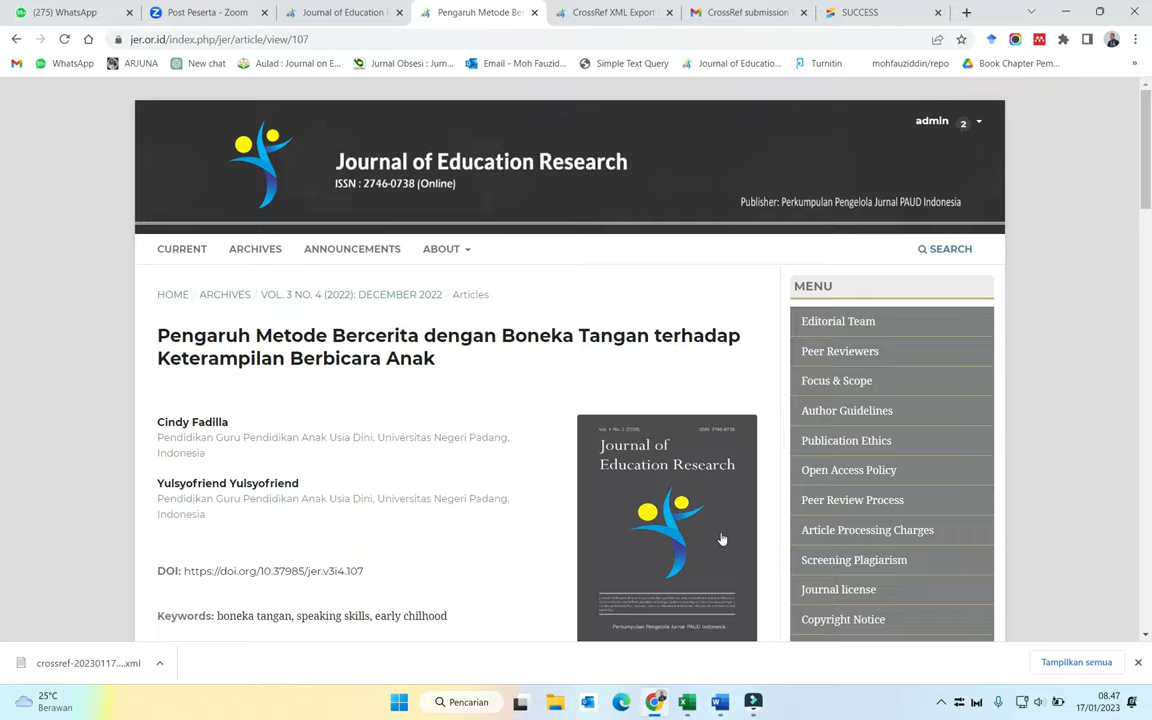 (275) WhatsApp
Post Peserta - Zoom
Journal of Education
Pengaruh Metode Be
CrossRef XML Export
CrossRef submission
SUCCESS
jer.or.id/index.php/jer/article/view/107
WhatsApp
ARJUNA
New chat
Aulad : Journal on E...
Jurnal Obsesi : Jurn...
Email - Moh Fauzid...
Simple Text Query
Journal of Educatio...
Turnitin
mohfauziddin/repo
Book Chapter Pem...
admin 2
Journal of Education Research
ISSN : 2746-0738 (Online)
Publisher: Perkumpulan Pengelola Jurnal PAUD Indonesia
CURRENT ARCHIVES ANNOUNCEMENTS ABOUT
SEARCH
HOME / ARCHIVES / VOL. 3 NO. 4 (2022): DECEMBER 2022 / Articles
Pengaruh Metode Bercerita dengan Boneka Tangan terhadap
Keterampilan Berbicara Anak
Cindy Fadilla
Pendidikan Guru Pendidikan Anak Usia Dini, Universitas Negeri Padang,
Indonesia
Yulsyofriend Yulsyofriend
Pendidikan Guru Pendidikan Anak Usia Dini, Universitas Negeri Padang,
Indonesia
DOI: https://doi.org/10.37985/jer.v3i4.107
Keywords: boneka tangan, speaking skills, early chilhood
Journal of
Education Research
Perkumpulan Pengelola Jurnal PAUD Indonesia
MENU
Editorial Team
Peer Reviewers
Focus & Scope
Author Guidelines
Publication Ethics
Open Access Policy
Peer Review Process
Article Processing Charges
Screening Plagiarism
Journal license
Copyright Notice
crossref-20230117....xml
Tampilkan semua
25°C
Berawan
Pencarian
08.47
17/01/2023